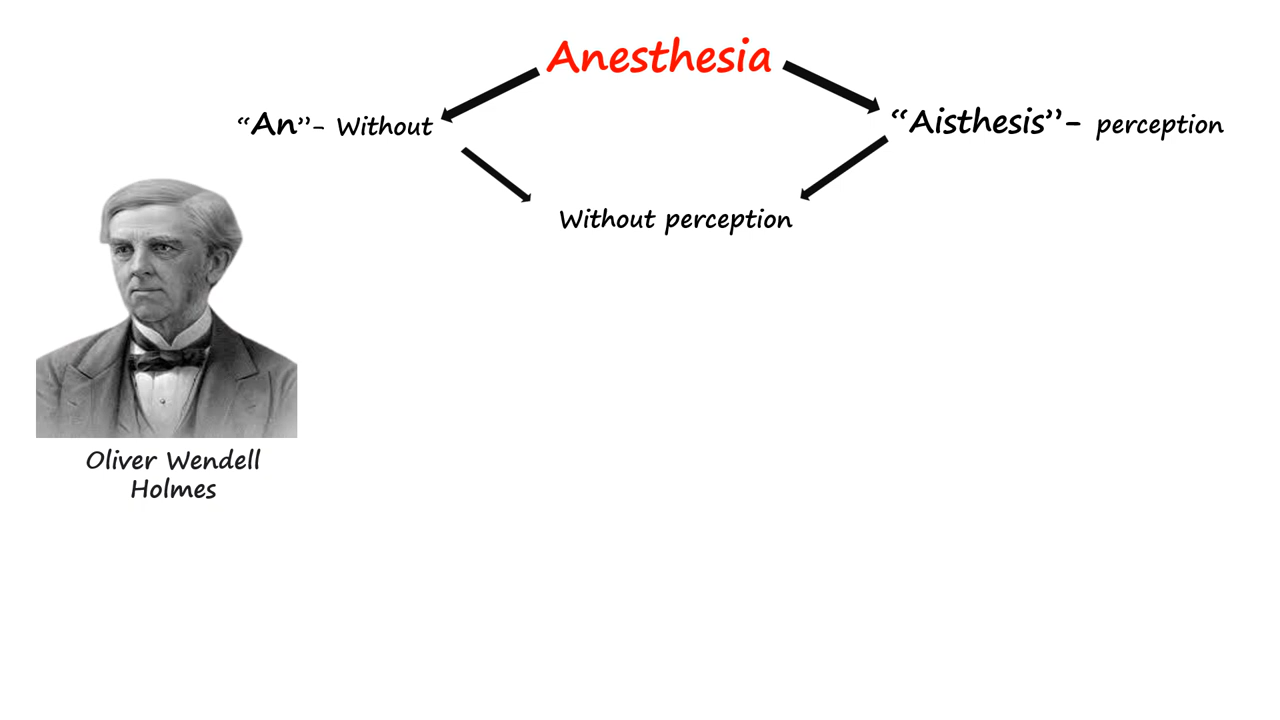 Anesthesia
“An”- Without
“Aisthesis”- perception
Without perception
Oliver Wendell
Holmes